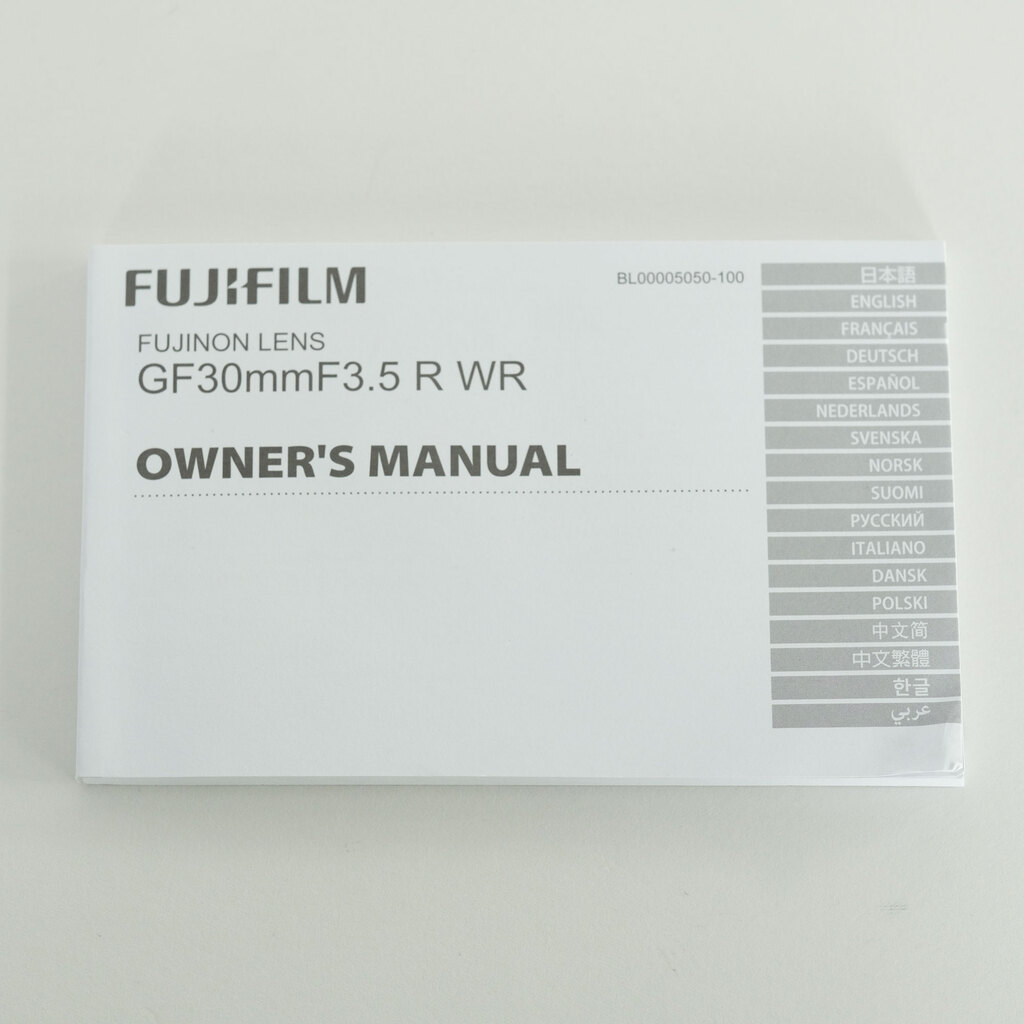 FUJIFILM
BL00005050-100
FUJINON LENS
GF30mmF3.5 R WR
OWNER'S MANUAL
日本語
ENGLISH
FRANÇAIS
DEUTSCH
ESPAÑOL
NEDERLANDS
SVENSKA
NORSK
SUOMI
РУССКИЙ
ITALIANO
DANSK
POLSKI
中文简
中文繁體
한글
عربي